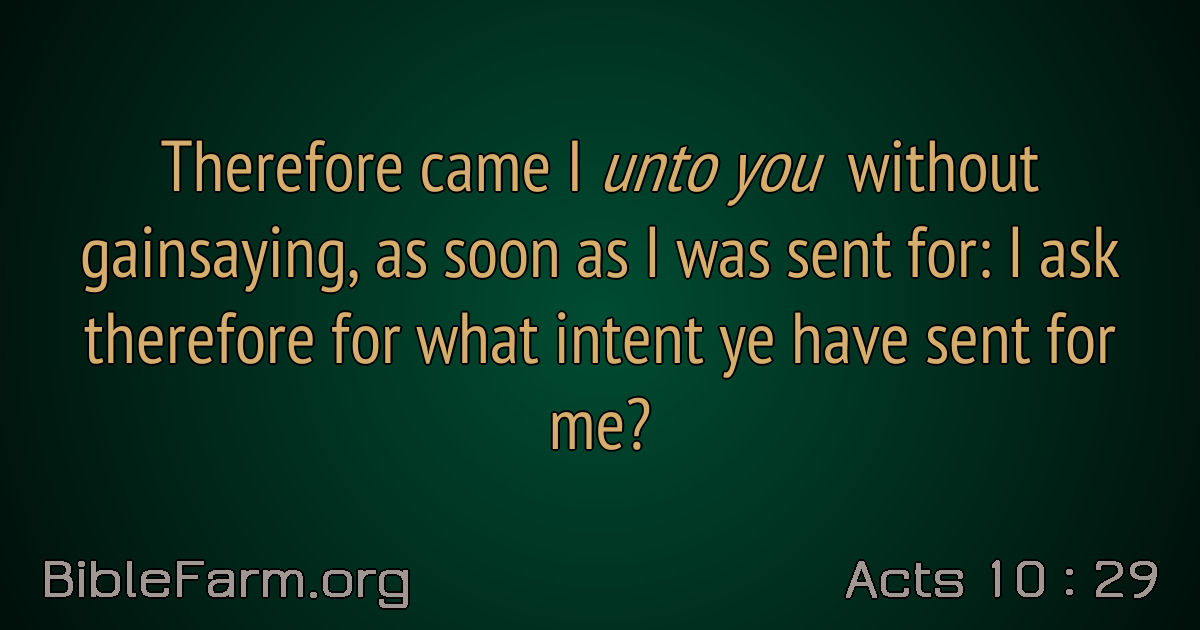 Therefore came I unto you without
gainsaying, as soon as I was sent for: I ask
therefore for what intent ye have sent for
me?
BibleFarm.org
Acts 10 : 29